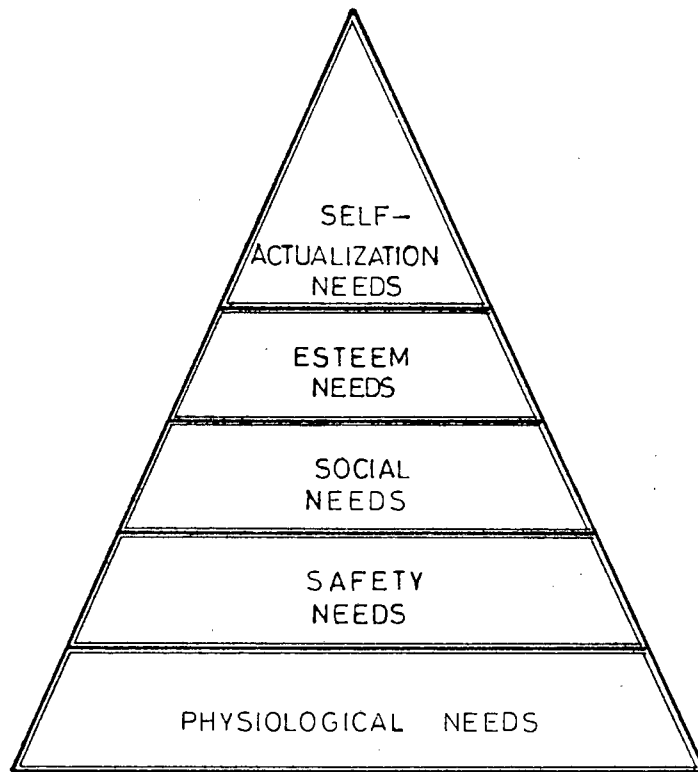 SELF-
ACTUALIZATION
NEEDS
ESTEEM
NEEDS
SOCIAL
NEEDS
SAFETY
NEEDS
PHYSIOLOGICAL NEEDS